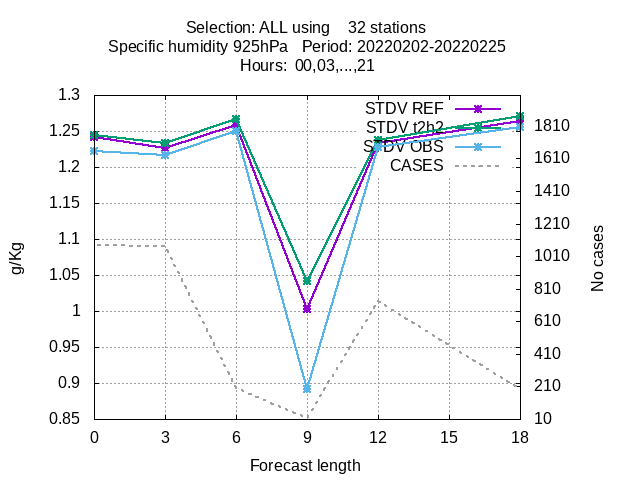 Selection: ALL using    32 stations
Specific humidity 925hPa   Period: 20220202-20220225
Hours:  00,03,...,21
1.3
1.25
1.2
1.15
1.1
1.05
1
0.95
0.9
0.85
g/Kg
STDV REF
STDV t2h2
STDV OBS
CASES
1810
1610
1410
1210
1010
810
610
410
210
10
No cases
0 3 6 9 12 15 18
Forecast length